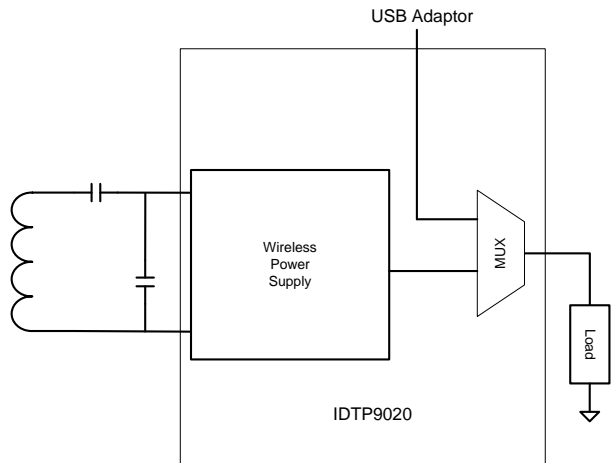 USB Adaptor
Wireless
Power
Supply
MUX
Load
IDTP9020